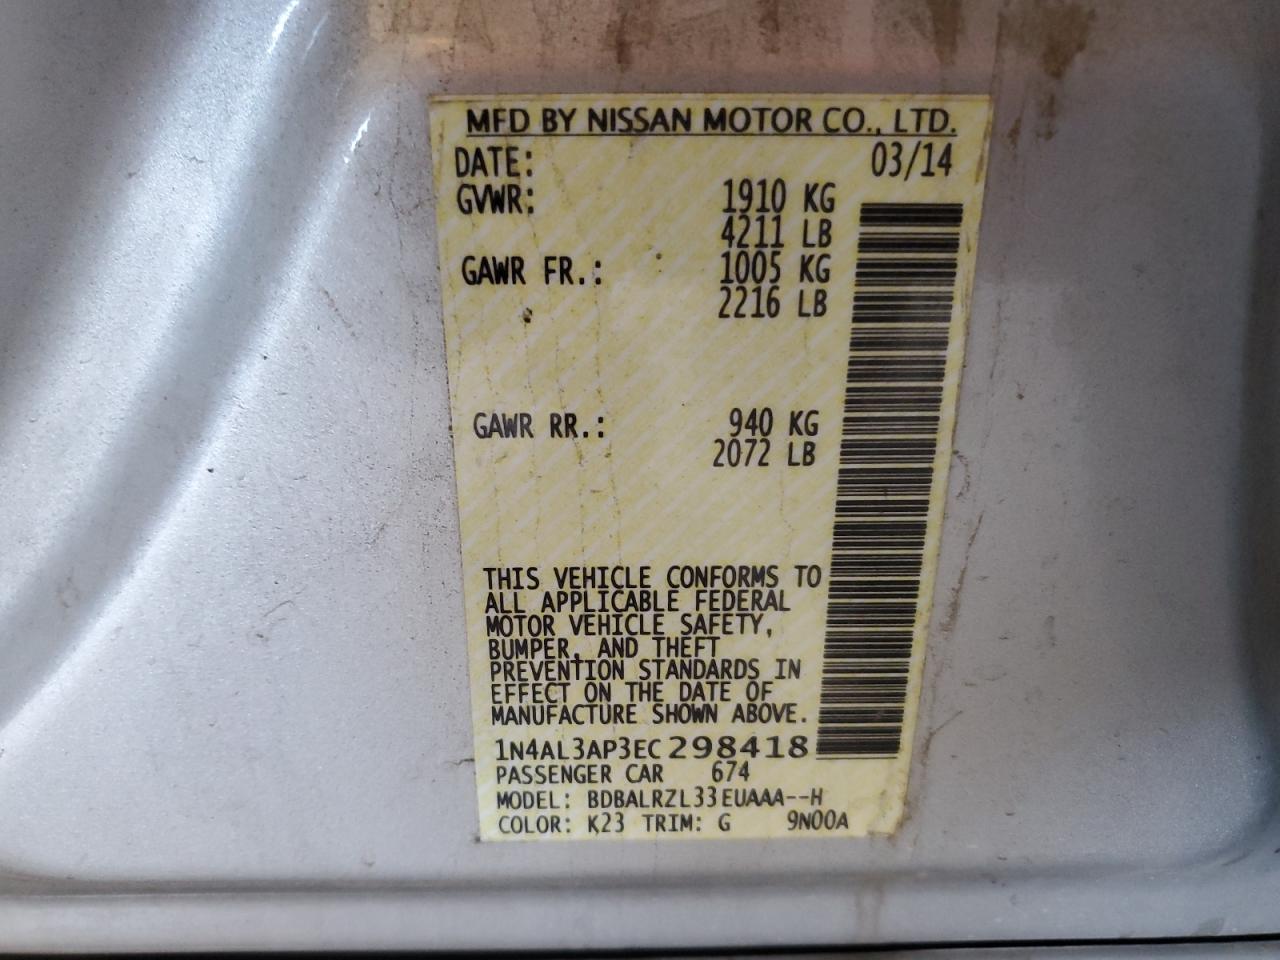 MFD BY NISSAN MOTOR CO., LTD.
DATE: 03/14
GVWR: 1910 KG
4211 LB
GAWR FR.: 1005 KG
2216 LB
GAWR RR.: 940 KG
2072 LB
THIS VEHICLE CONFORMS TO
ALL APPLICABLE FEDERAL
MOTOR VEHICLE SAFETY,
BUMPER, AND THEFT
PREVENTION STANDARDS IN
EFFECT ON THE DATE OF
MANUFACTURE SHOWN ABOVE.
1N4AL3AP3EC298418
PASSENGER CAR 674
MODEL: BDBALRZL33EUAAA--H
COLOR: K23 TRIM: G 9N00A